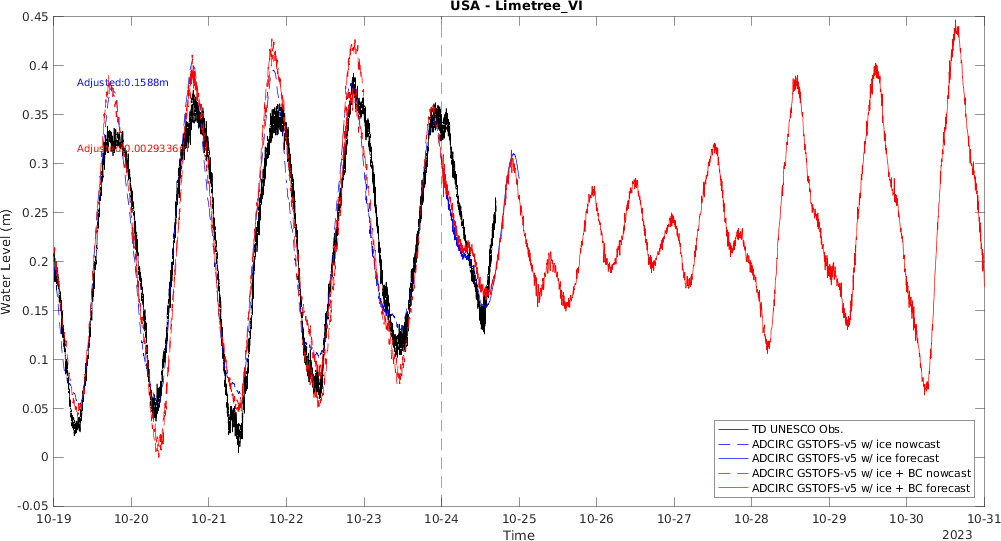 USA - Limetree_VI
0.45
0.4
0.35
0.3
0.25
0.2
0.15
0.1
0.05
0
-0.05
Water Level (m)
Adjusted:0.1588m
Adjusted:0.0029336
TD UNESCO Obs.
ADCIRC GSTOFS-v5 w/ ice nowcast
ADCIRC GSTOFS-v5 w/ ice forecast
ADCIRC GSTOFS-v5 w/ ice + BC nowcast
ADCIRC GSTOFS-v5 w/ ice + BC forecast
10-19 10-20 10-21 10-22 10-23 10-24 10-25 10-26 10-27 10-28 10-29 10-30 10-31
Time
2023